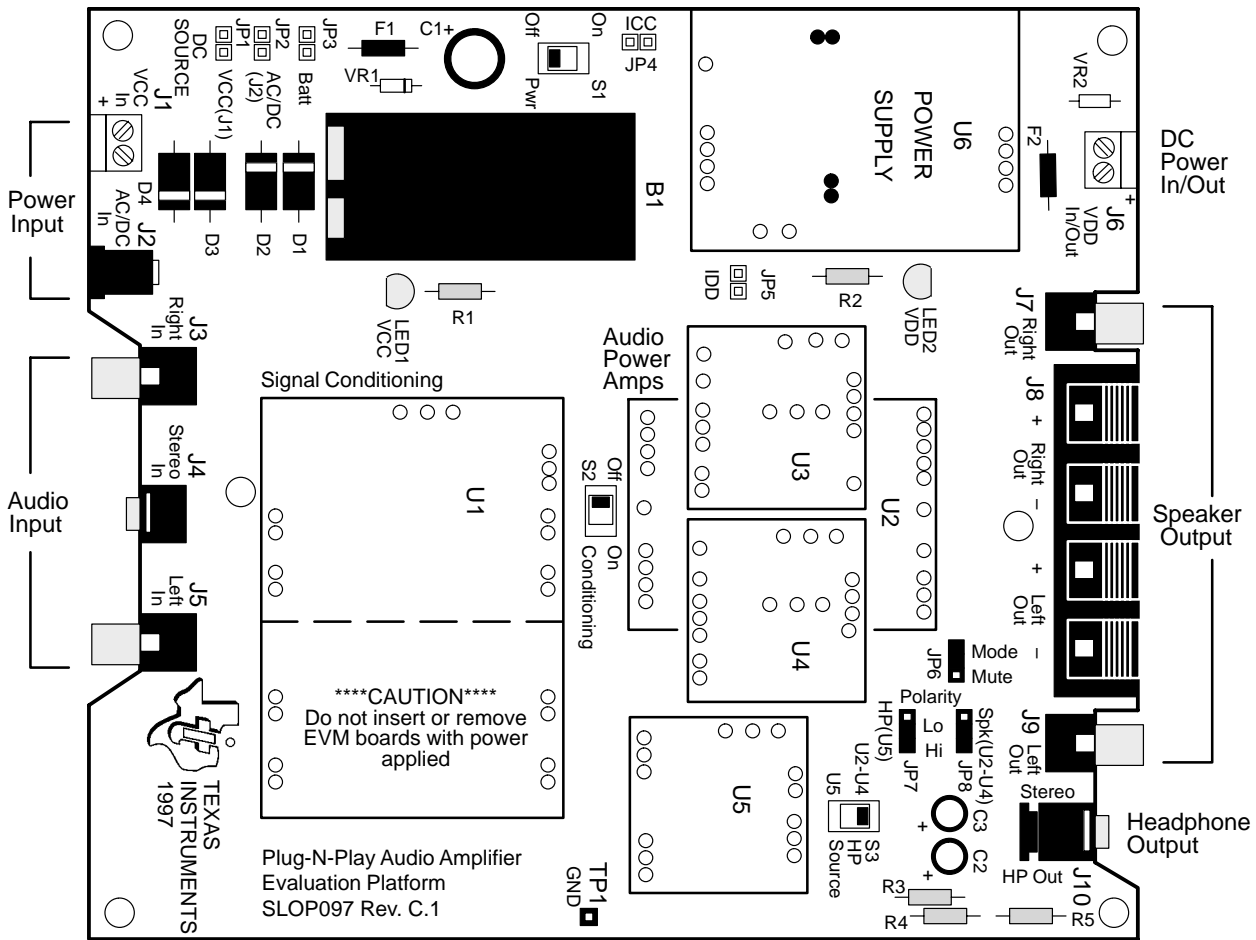 DC
SOURCE
JP1
JP2
JP3
VCC(J1)
AC/DC
(J2)
Batt
F1
VR1
C1+
Off
On
Pwr
S1
ICC
JP4
U6
POWER
SUPPLY
VR2
F2
J1
VCC
In
+
D4
D3
D2
D1
B1
J2
AC/DC
In
+
J6
VDD
In/Out
DC
Power
In/Out
Power
Input
R1
LED1
VCC
IDD
JP5
R2
LED2
VDD
J3
Right
In
J7
Right
Out
Audio
Power
Amps
Signal Conditioning
J4
Stereo
In
U1
Off
S2
On
Conditioning
U3
U2
U4
J8
+
Right
Out
–
+
Left
Out
–
Audio
Input
Speaker
Output
J5
Left
In
****CAUTION****
Do not insert or remove
EVM boards with power
applied
JP6
Mode
Mute
Polarity
HP(U5)
Lo
Hi
JP7
Spk(U2-U4)
JP8
J9
Left
Out
TEXAS
INSTRUMENTS
1997
U5
U2-U4
U5
S3
HP
Source
+
C3
+
C2
Stereo
HP Out
J10
Headphone
Output
Plug-N-Play Audio Amplifier
Evaluation Platform
SLOP097 Rev. C.1
TP1
GND
R3
R4
R5